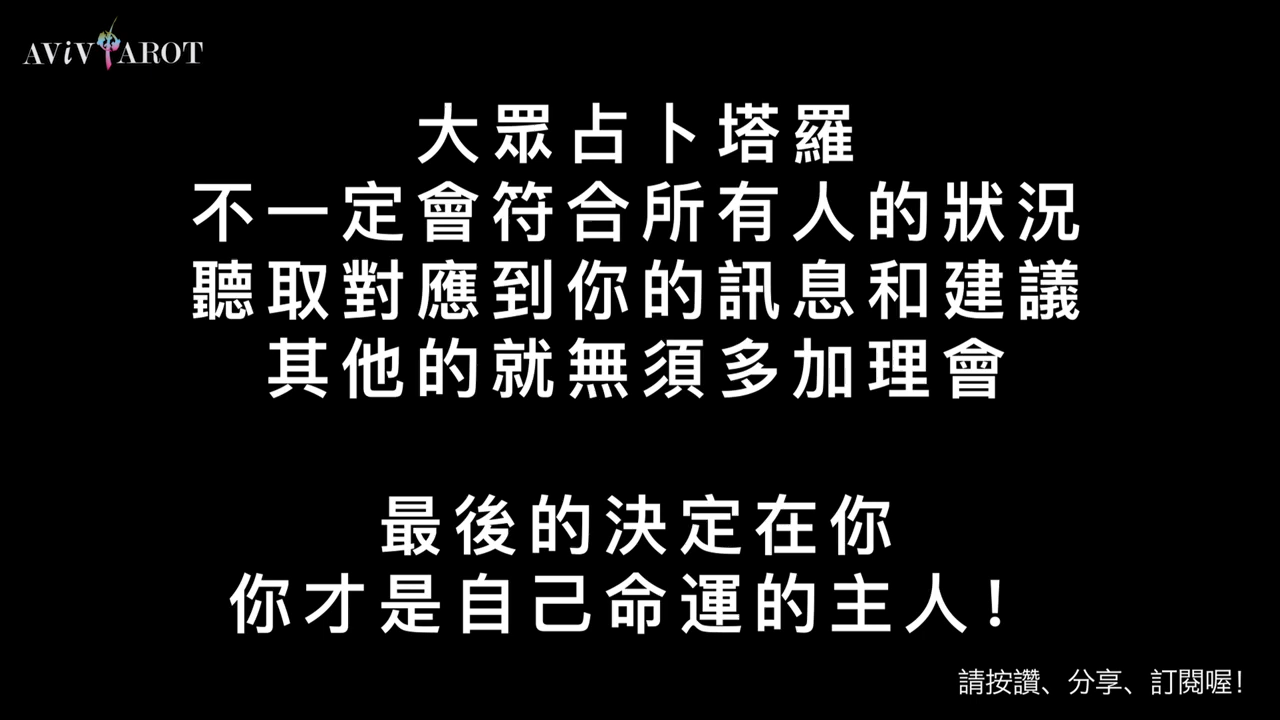 AViVTAROT
大眾占卜塔羅
不一定會符合所有人的狀況
聽取對應到你的訊息和建議
其他的就無須多加理會
最後的決定在你
你才是自己命運的主人！
請按讚、分享、訂閱喔！